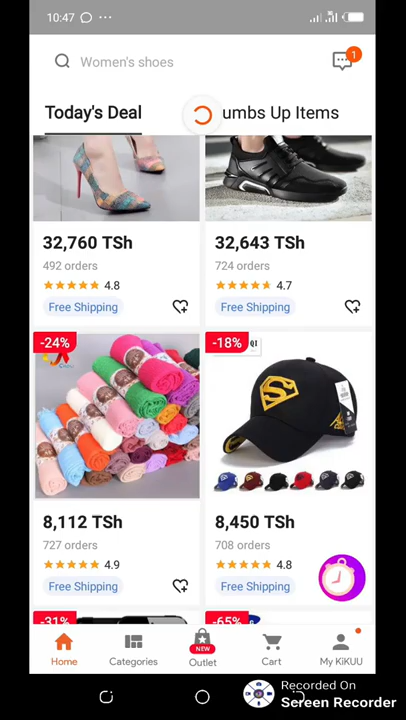 10:47
Women's shoes
1
Today's Deal
umbs Up Items
32,760 TSh
32,643 TSh
492 orders
724 orders
4.8
4.7
Free Shipping
Free Shipping
-24%
-18%
QI
8,112 TSh
8,450 TSh
727 orders
708 orders
4.9
4.8
Free Shipping
Free Shipping
-31%
-65%
NEW
Home
Categories
Outlet
Cart
My KiKUU
Recorded On
Screen Recorder